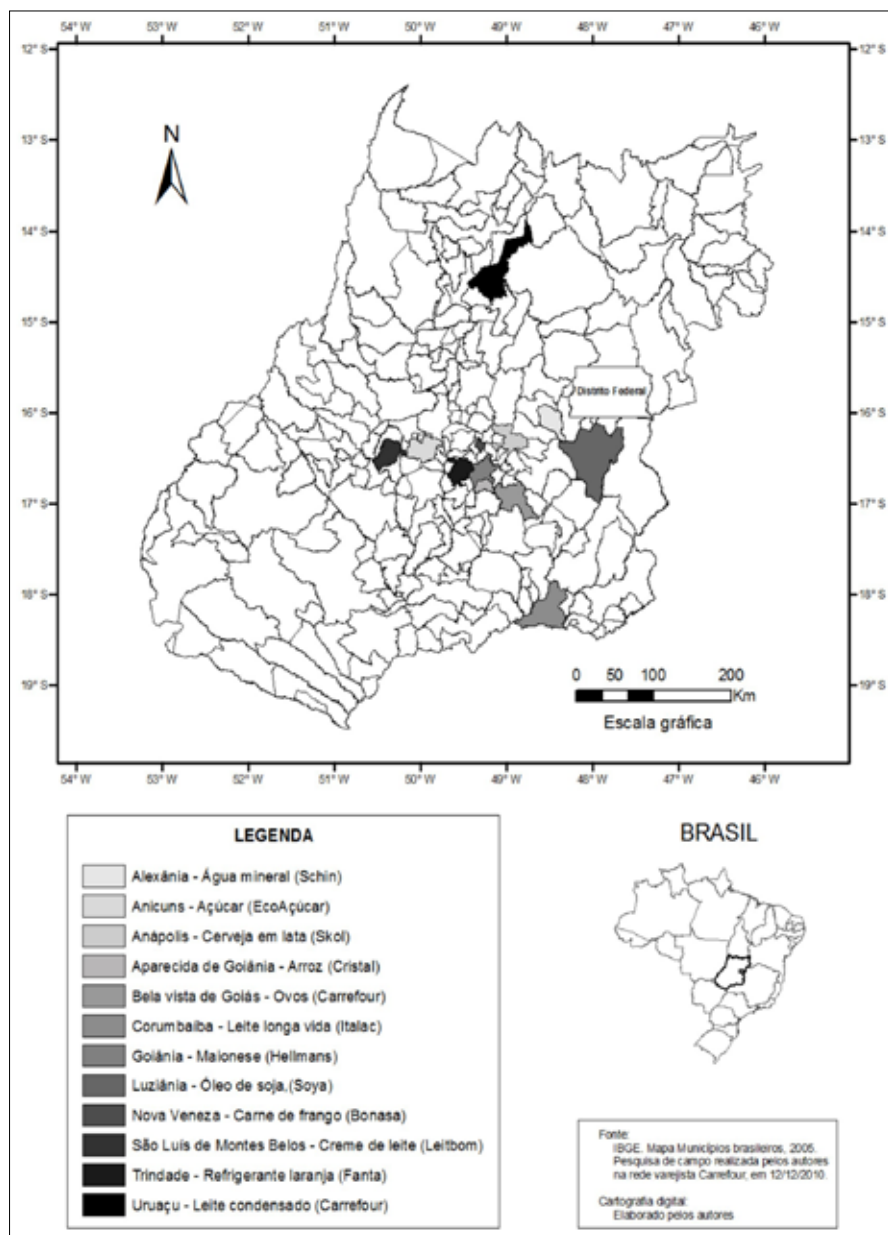 54° W 53° W 52° W 51° W 50° W 49° W 48° W 47° W 46° W
12° S 12° S
N
13° S 13° S
14° S 14° S
15° S 15° S
Distrito Federal
16° S 16° S
17° S 17° S
18° S 18° S
0 50 100 200
19° S Km 19° S
Escala gráfica
54° W 53° W 52° W 51° W 50° W 49° W 48° W 47° W 46° W
LEGENDA
Alexânia - Água mineral (Schin)
Anicuns - Açúcar (EcoAçúcar)
Anápolis - Cerveja em lata (Skol)
Aparecida de Goiânia - Arroz (Cristal)
Bela vista de Goiás - Ovos (Carrefour)
Corumbaíba - Leite longa vida (Italac)
Goiânia - Maionese (Hellmans)
Luziânia - Óleo de soja,(Soya)
Nova Veneza - Carne de frango (Bonasa)
São Luís de Montes Belos - Creme de leite (Leitbom)
Trindade - Refrigerante laranja (Fanta)
Uruaçu - Leite condensado (Carrefour)
BRASIL
Fonte:
IBGE. Mapa Municípios brasileiros, 2005.
Pesquisa de campo realizada pelos autores
na rede varejista Carrefour, em 12/12/2010.
Cartografia digital:
Elaborado pelos autores